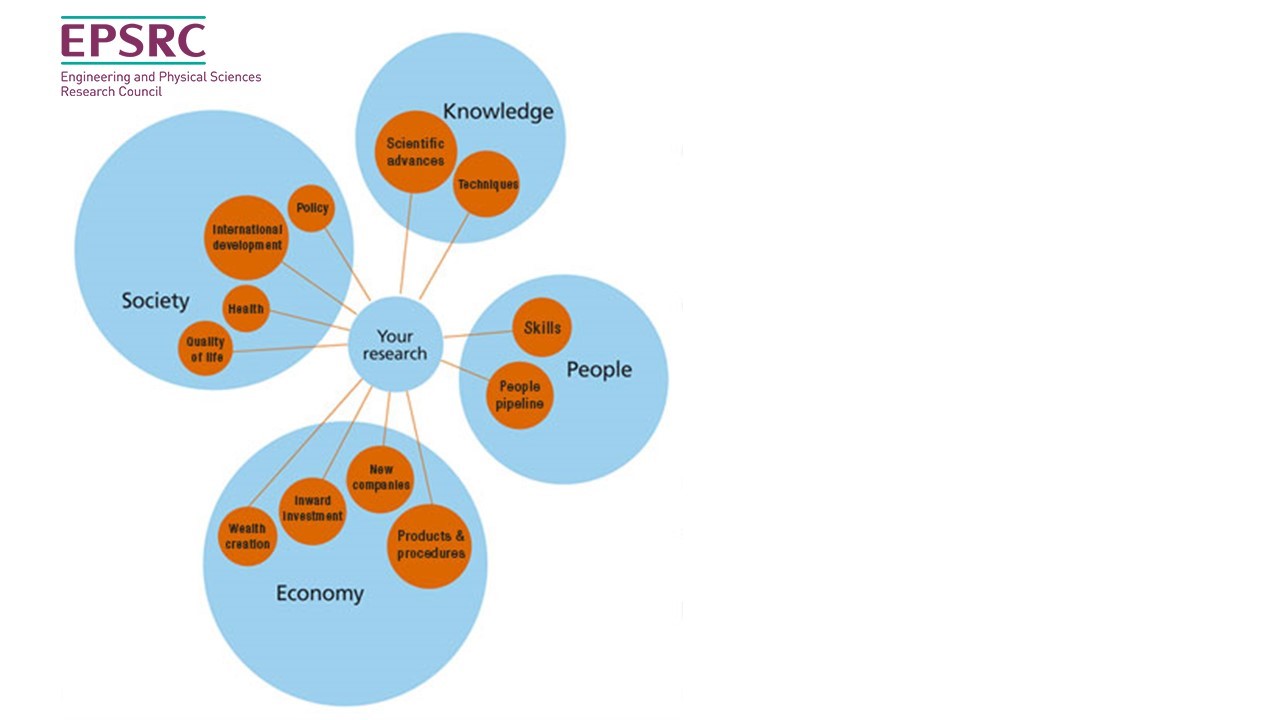 EPSRC
Engineering and Physical Sciences
Research Council
Knowledge
Scientific
advances
Techniques
Policy
International
development
Society
Health
Quality
of life
Your
research
Skills
People
People
pipeline
New
companies
Inward
investment
Wealth
creation
Products &
procedures
Economy